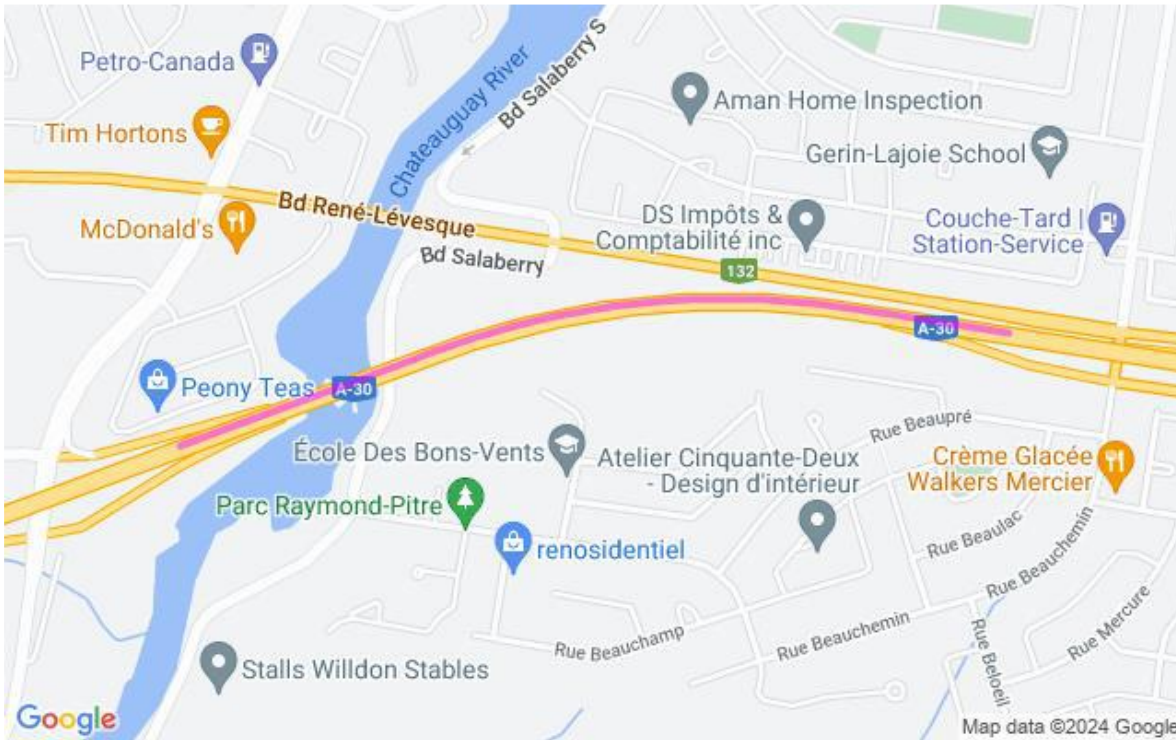 Petro-Canada
Tim Hortons
McDonald's
Chateauguay River
Bd Salaberry S
Aman Home Inspection
Gerin-Lajoie School
Bd René-Lévesque
DS Impôts &
Comptabilité inc
Couche-Tard |
Station-Service
Bd Salaberry
132
A-30
Peony Teas
A-30
Rue Beaupré
École Des Bons-Vents
Atelier Cinquante-Deux
- Design d'intérieur
Crème Glacée
Walkers Mercier
Parc Raymond-Pitre
renosidentiel
Rue Beaulac
Rue Beauchemin
Rue Beauchamp
Rue Beauchemin
Rue Beloeil
Rue Mercure
Stalls Willdon Stables
Google
Map data ©2024 Google